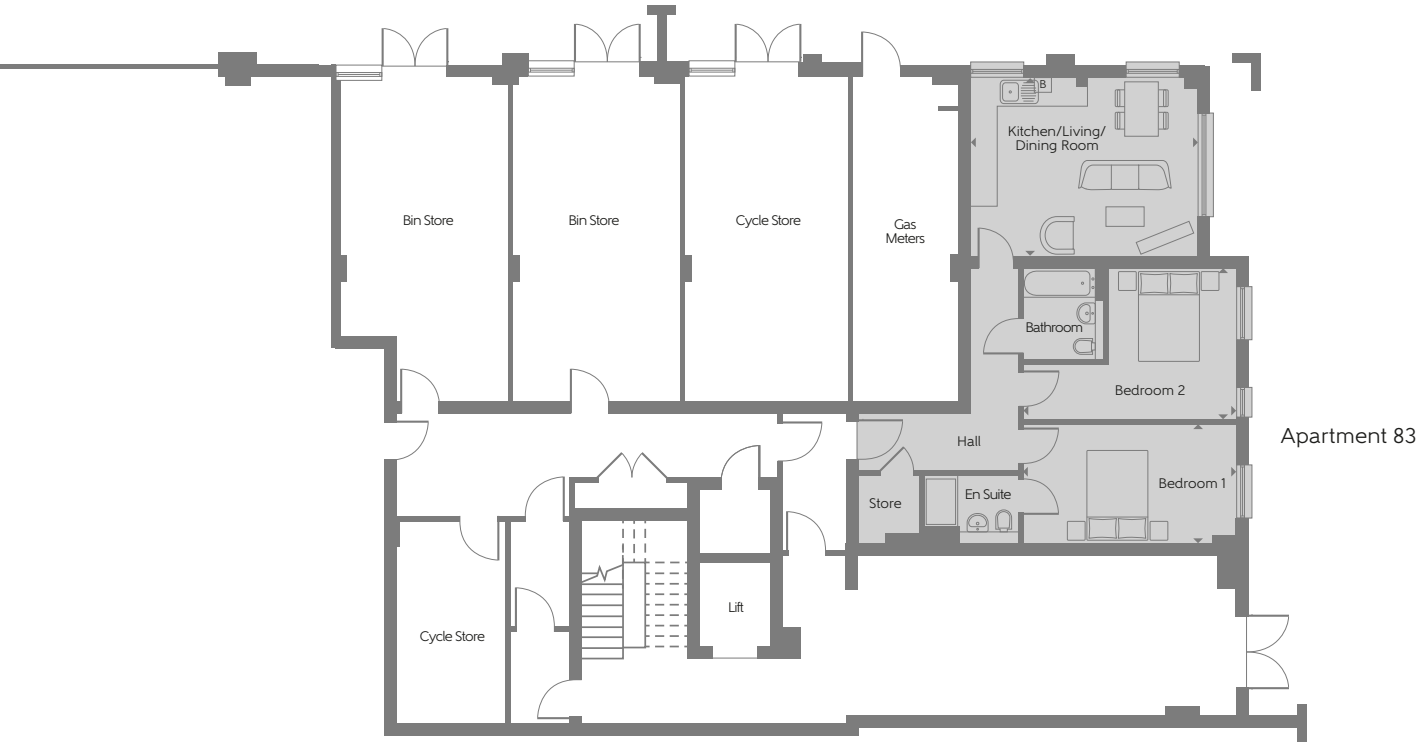 B
Kitchen/Living/
Dining Room
Bin Store
Bin Store
Cycle Store
Gas
Meters
Bathroom
Bedroom 2
Hall
Apartment 83
Bedroom 1
En Suite
Store
Lift
Cycle Store